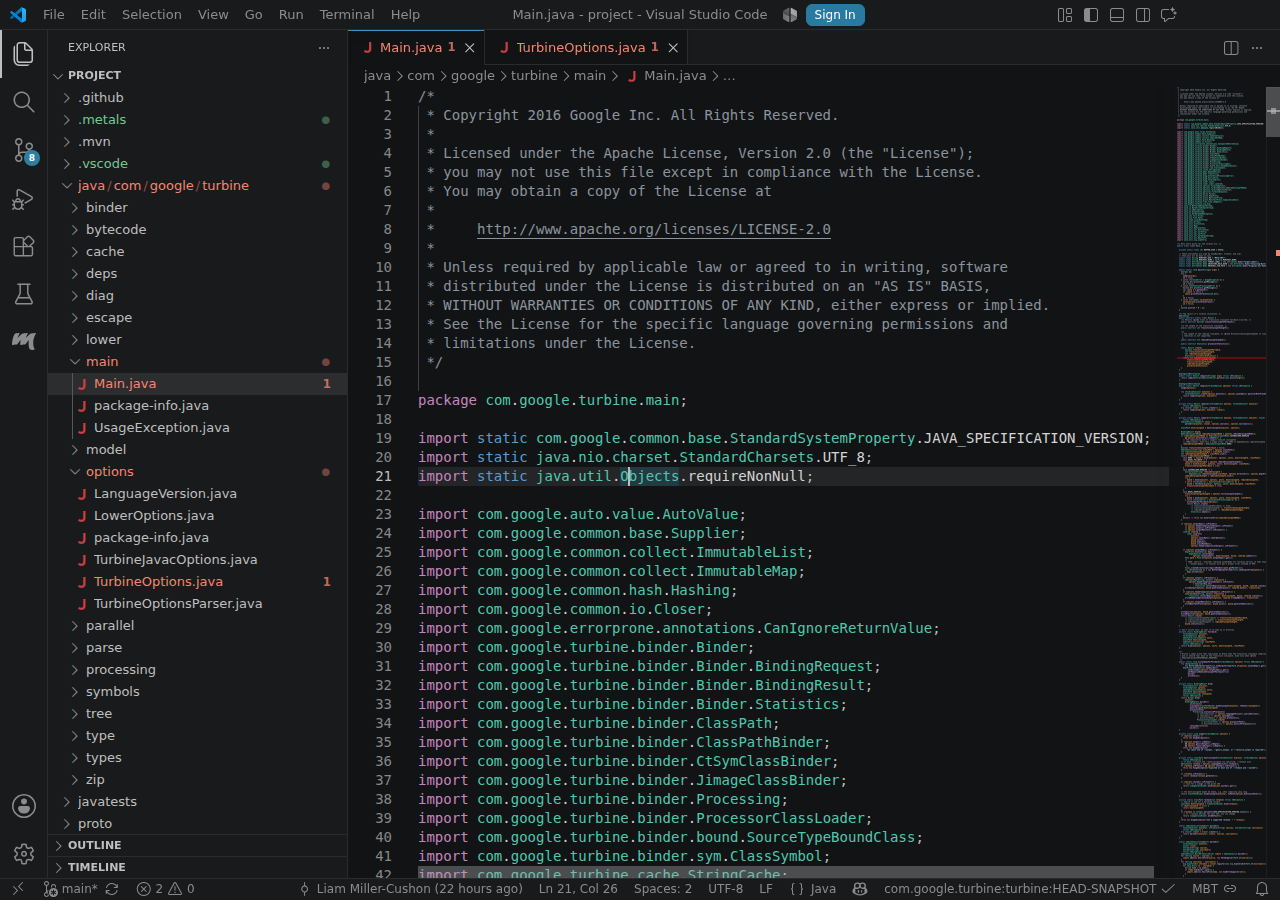 File Edit Selection View Go Run Terminal Help Main.java - project - Visual Studio Code Sign In
EXPLORER
PROJECT
.github
.metals
.mvn
.vscode
java/com/google/turbine
binder
bytecode
cache
deps
diag
escape
lower
main
Main.java 1
package-info.java
UsageException.java
model
options
LanguageVersion.java
LowerOptions.java
package-info.java
TurbineJavacOptions.java
TurbineOptions.java 1
TurbineOptionsParser.java
parallel
parse
processing
symbols
tree
type
types
zip
javatests
proto
OUTLINE
TIMELINE
8
Main.java 1 TurbineOptions.java 1
java > com > google > turbine > main > Main.java > ...
1 /*
2 * Copyright 2016 Google Inc. All Rights Reserved.
3 *
4 * Licensed under the Apache License, Version 2.0 (the "License");
5 * you may not use this file except in compliance with the License.
6 * You may obtain a copy of the License at
7 *
8 * http://www.apache.org/licenses/LICENSE-2.0
9 *
10 * Unless required by applicable law or agreed to in writing, software
11 * distributed under the License is distributed on an "AS IS" BASIS,
12 * WITHOUT WARRANTIES OR CONDITIONS OF ANY KIND, either express or implied.
13 * See the License for the specific language governing permissions and
14 * limitations under the License.
15 */
16
17 package com.google.turbine.main;
18
19 import static com.google.common.base.StandardSystemProperty.JAVA_SPECIFICATION_VERSION;
20 import static java.nio.charset.StandardCharsets.UTF_8;
21 import static java.util.Objects.requireNonNull;
22
23 import com.google.auto.value.AutoValue;
24 import com.google.common.base.Supplier;
25 import com.google.common.collect.ImmutableList;
26 import com.google.common.collect.ImmutableMap;
27 import com.google.common.hash.Hashing;
28 import com.google.common.io.Closer;
29 import com.google.errorprone.annotations.CanIgnoreReturnValue;
30 import com.google.turbine.binder.Binder;
31 import com.google.turbine.binder.Binder.BindingRequest;
32 import com.google.turbine.binder.Binder.BindingResult;
33 import com.google.turbine.binder.Binder.Statistics;
34 import com.google.turbine.binder.ClassPath;
35 import com.google.turbine.binder.ClassPathBinder;
36 import com.google.turbine.binder.CtSymClassBinder;
37 import com.google.turbine.binder.JimageClassBinder;
38 import com.google.turbine.binder.Processing;
39 import com.google.turbine.binder.ProcessorClassLoader;
40 import com.google.turbine.binder.bound.SourceTypeBoundClass;
41 import com.google.turbine.binder.sym.ClassSymbol;
42 import com.google.turbine.cache.StringCache;
main* 2 0 Liam Miller-Cushon (22 hours ago) Ln 21, Col 26 Spaces: 2 UTF-8 LF { } Java com.google.turbine:turbine:HEAD-SNAPSHOT MBT